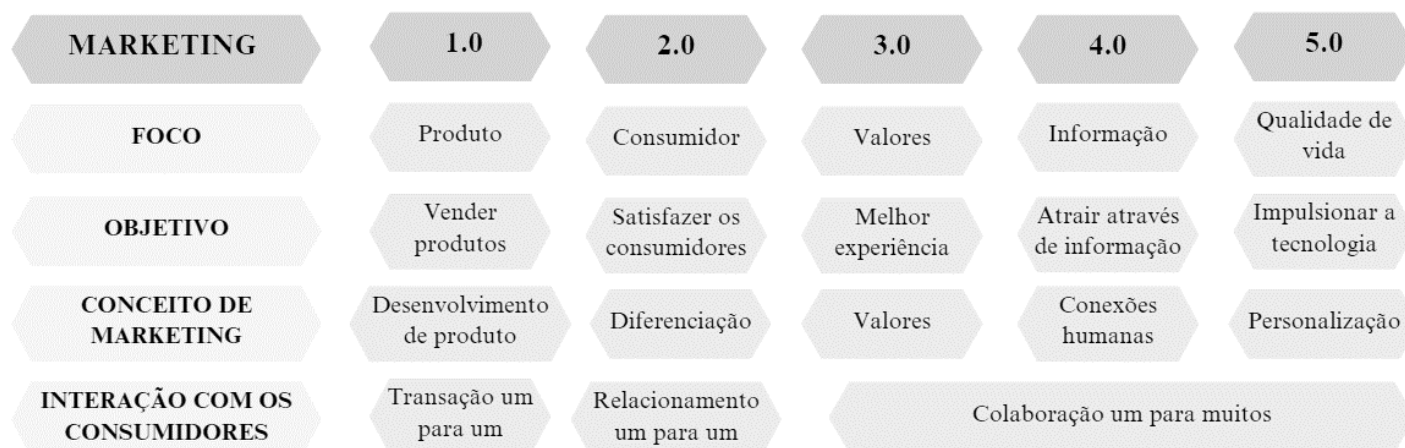 MARKETING 1.0 2.0 3.0 4.0 5.0
FOCO Produto Consumidor Valores Informação Qualidade de
vida
OBJETIVO Vender
produtos Satisfazer os
consumidores Melhor
experiência Atrair através
de informação Impulsionar a
tecnologia
CONCEITO DE
MARKETING Desenvolvimento
de produto Diferenciação Valores Conexões
humanas Personalização
INTERAÇÃO COM OS
CONSUMIDORES Transação um
para um Relacionamento
um para um Colaboração um para muitos